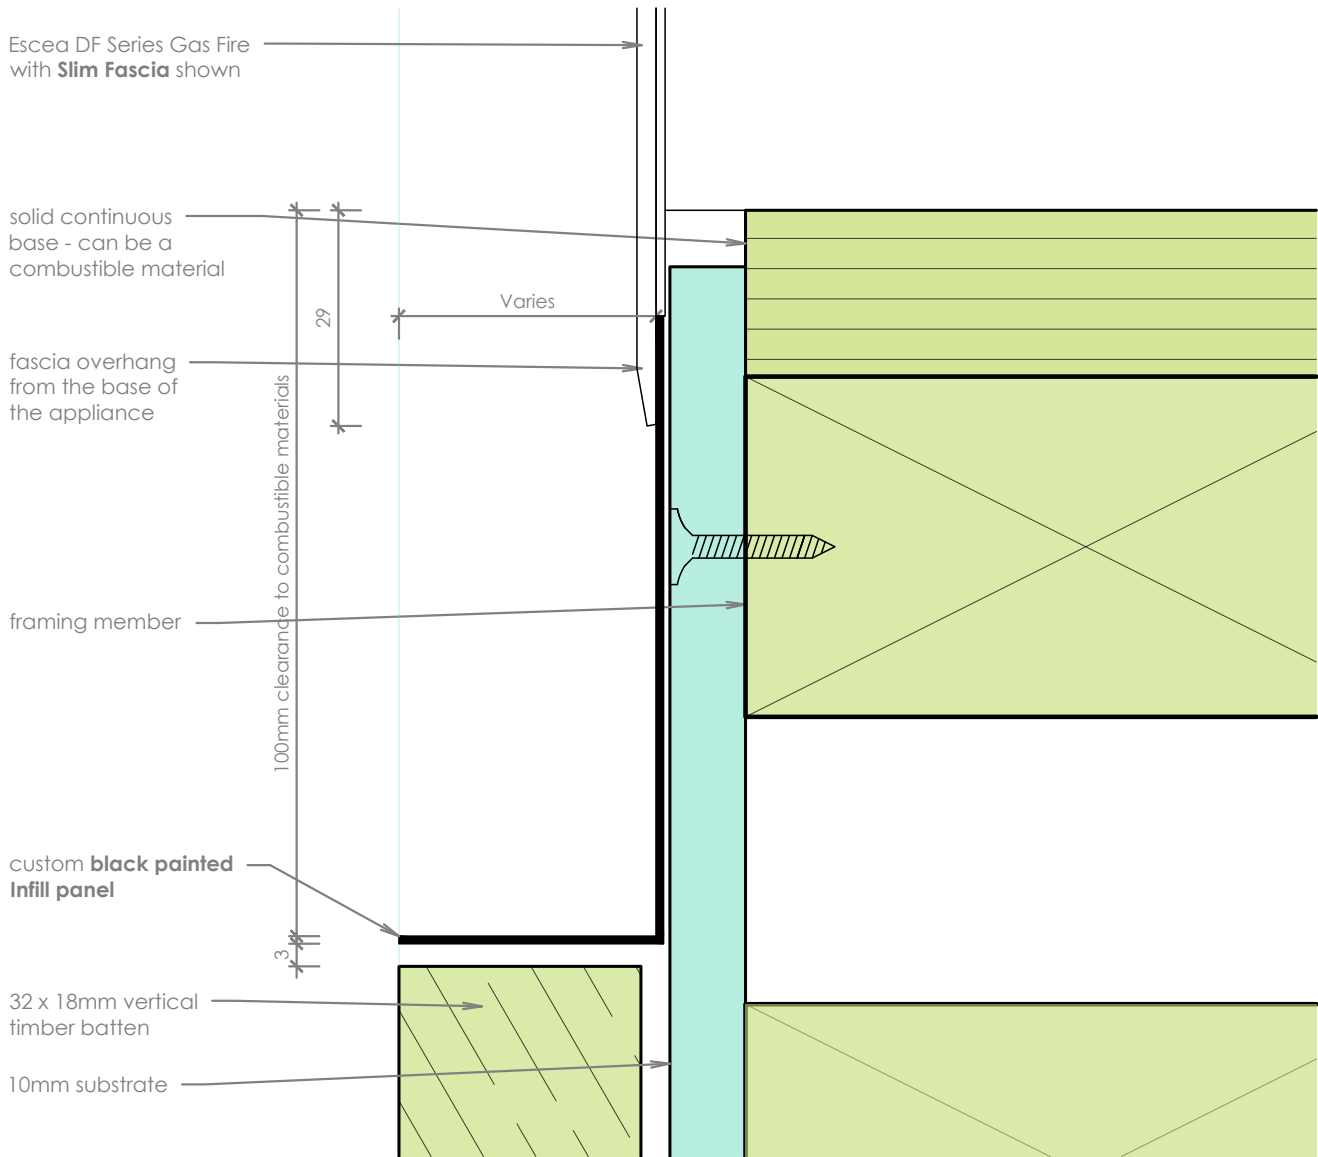 Escea DF Series Gas Fire
with Slim Fascia shown
solid continuous
base - can be a
combustible material
Varies
29
fascia overhang
from the base of
the appliance
100mm clearance to combustible materials
framing member
custom black painted
Infill panel
3
32 x 18mm vertical
timber batten
10mm substrate